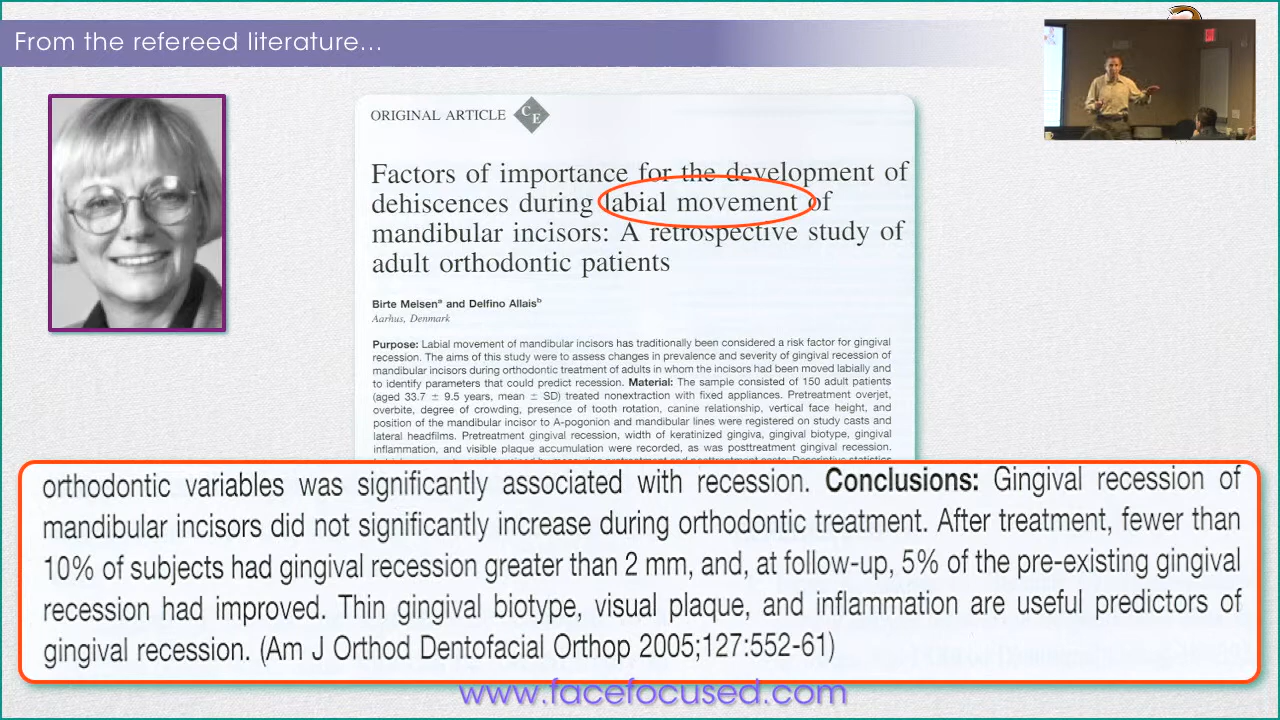 From the refereed literature...
ORIGINAL ARTICLE
C
E
Factors of importance for the development of
dehiscences during labial movement of
mandibular incisors: A retrospective study of
adult orthodontic patients
Birte Melsenᵃ and Delfino Allaisᵇ
Aarhus, Denmark
Purpose: Labial movement of mandibular incisors has traditionally been considered a risk factor for gingival
recession. The aims of this study were to assess changes in prevalence and severity of gingival recession of
mandibular incisors during orthodontic treatment of adults in whom the incisors had been moved labially and
to identify parameters that could predict recession. Material: The sample consisted of 150 adult patients
(aged 33.7 ± 9.5 years, mean ± SD) treated nonextraction with fixed appliances. Pretreatment overjet,
overbite, degree of crowding, presence of tooth rotation, canine relationship, vertical face height, and
position of the mandibular incisor to A-pogonion and mandibular lines were registered on study casts and
lateral headfilms. Pretreatment gingival recession, width of keratinized gingiva, gingival biotype, gingival
inflammation, and visible plaque accumulation were recorded, as was posttreatment gingival recession.
orthodontic variables was significantly associated with recession. Conclusions: Gingival recession of
mandibular incisors did not significantly increase during orthodontic treatment. After treatment, fewer than
10% of subjects had gingival recession greater than 2 mm, and, at follow-up, 5% of the pre-existing gingival
recession had improved. Thin gingival biotype, visual plaque, and inflammation are useful predictors of
gingival recession. (Am J Orthod Dentofacial Orthop 2005;127:552-61)
www.facefocused.com